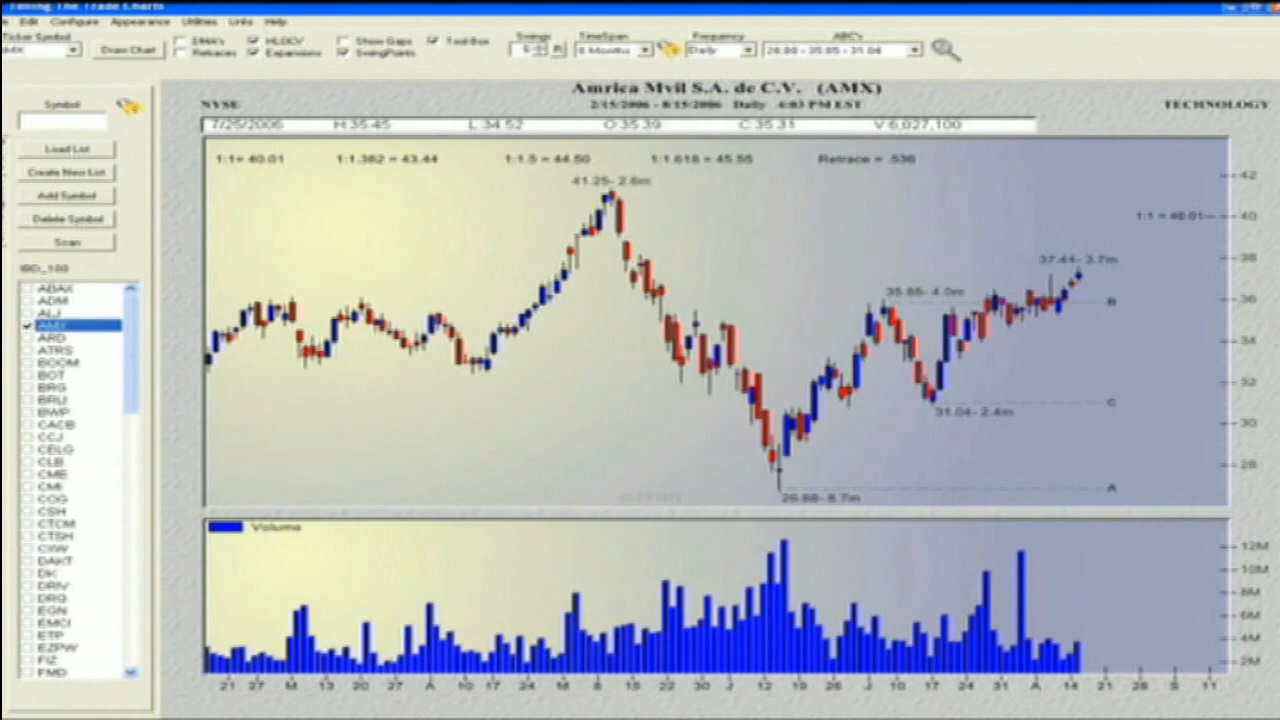 Timing The Trade Charts
Edit Configure Appearance Utilities Links Help
Ticker Symbol
AMX
Draw Chart
EMA's
Retraces
HLOCV
Expansions
Show Gaps
SwingPoints
Tool Box
Swings
6
TimeSpan
6 Months
Frequency
Daily
ABC's
26.88 - 35.85 - 31.04
Symbol
Load List
Create New List
Add Symbol
Delete Symbol
Scan
IBD_100
ABAX
ADM
ALJ
AMX
ARD
ATRS
BOOM
BOT
BRG
BRLI
BWP
CACB
CCJ
CELG
CLB
CME
CMI
COG
CSH
CTCM
CTSH
CXW
DAKT
DK
DRIV
DRQ
EGN
EMCI
ETP
EZPW
FIZ
FMD
Amrica Mvil S.A. de C.V. (AMX)
NYSE
2/15/2006 - 8/15/2006 Daily 4:03 PM EST
TECHNOLOGY
7/25/2006 H:35.45 L:34.52 O:35.39 C:35.31 V:6,027,100
1:1= 40.01 1:1.382 = 43.44 1:1.5 = 44.50 1:1.618 = 45.55 Retrace = .536
41.25- 2.6m
42
1:1 = 40.01
40
37.44- 3.7m
38
35.85- 4.0m
36
B
34
32
C
31.04- 2.4m
30
28
A
26.88- 8.7m
Volume
12M
10M
8M
6M
4M
2M
21 27 M 13 20 27 A 10 17 24 M 8 15 22 30 J 12 19 26 J 10 17 24 31 A 14 21 28 S 11